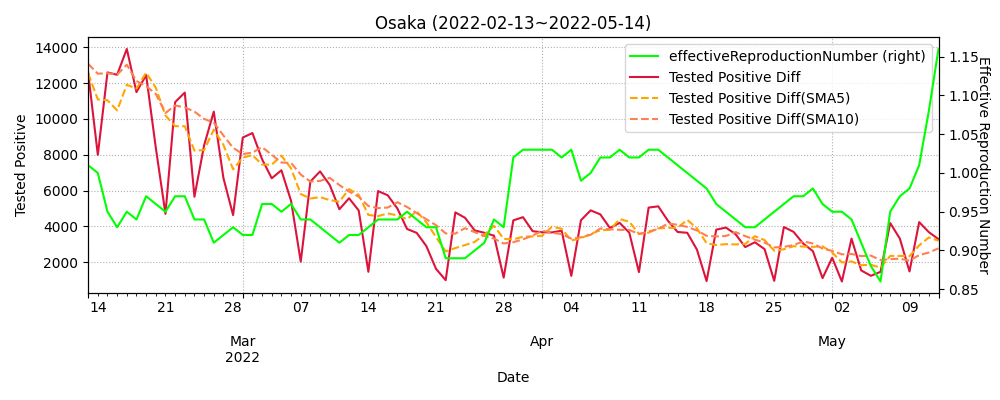 Osaka (2022-02-13~2022-05-14)
effectiveReproductionNumber (right)
Tested Positive Diff
Tested Positive Diff(SMA5)
Tested Positive Diff(SMA10)
Tested Positive
14000
12000
10000
8000
6000
4000
2000
1.15
1.10
1.05
1.00
0.95
0.90
0.85
Effective Reproduction Number
14 21 28 07 14 21 28 04 11 18 25 02 09
Mar Apr May
2022
Date